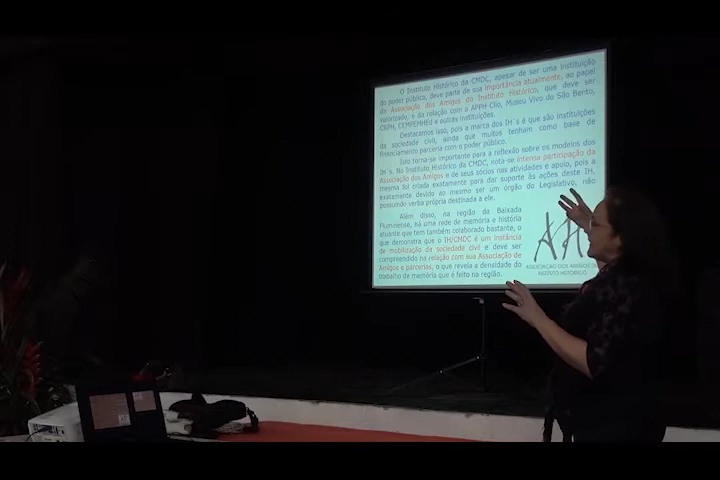 O Instituto Histórico da CMDC, apesar de ser uma instituição
do poder público, deve parte de sua importância atualmente, ao papel
da Associação dos Amigos do Instituto Histórico, que deve ser
valorizado, e da relação com a APPH Clio, Museu Vivo do São Bento,
CRPH, CEMPEMHEd e outras instituições.
Destacamos isso, pois a marca dos IH´s é que são instituições
da sociedade civil, ainda que muitos tenham como base de
financiamento parceria com o poder público.
Isto torna-se importante para a reflexão sobre os modelos dos
IH´s. No Instituto Histórico da CMDC, nota-se intensa participação da
Associação dos Amigos e de seus sócios nas atividades e apoio, pois a
mesma foi criada exatamente para dar suporte às ações deste IH,
exatamente devido ao mesmo ser um órgão do Legislativo, não
possuindo verba própria destinada a ele.
Além disso, na região da Baixada
Fluminense, há uma rede de memória e história
atuante que tem também colaborado bastante, o
que demonstra que o IH/CMDC é um instância
de mobilização da sociedade civil e deve ser
compreendido na relação com sua Associação de
Amigos e parcerias, o que revela a densidade do
trabalho de memória que é feito na região.
ASSOCIAÇÃO DOS AMIGOS DO
INSTITUTO HISTÓRICO